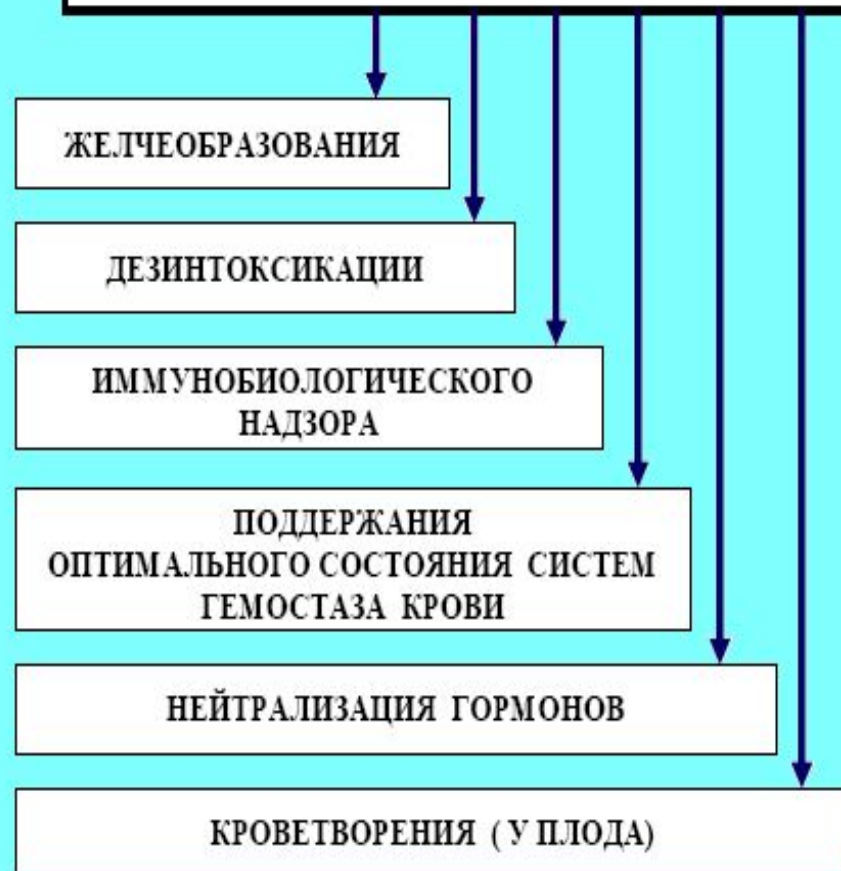 ЖЕЛЧЕОБРАЗОВАНИЯ
ДЕЗИНТОКСИКАЦИИ
ИММУНОБИОЛОГИЧЕСКОГО
НАДЗОРА
ПОДДЕРЖАНИЯ
ОПТИМАЛЬНОГО СОСТОЯНИЯ СИСТЕМ
ГЕМОСТАЗА КРОВИ
НЕЙТРАЛИЗАЦИЯ ГОРМОНОВ
КРОВЕТВОРЕНИЯ ( У ПЛОДА)